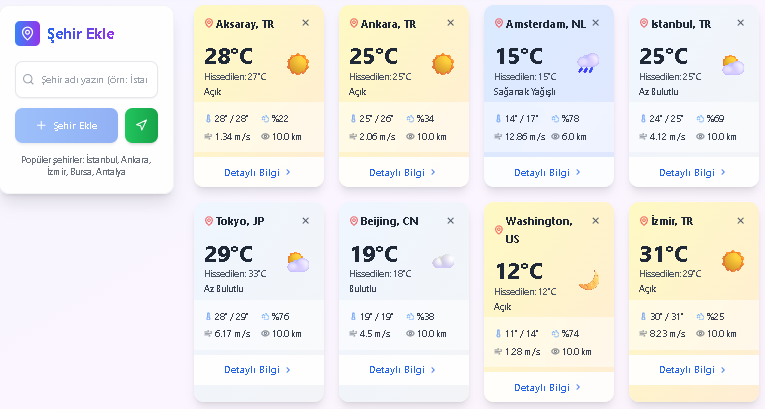 Şehir Ekle
Şehir adı yazın (örn: İstan
Şehir Ekle
Popüler şehirler: İstanbul, Ankara,
İzmir, Bursa, Antalya
Aksaray, TR
28°C
Hissedilen: 27°C
Açık
28° / 28° %22
1.34 m/s 10.0 km
Detaylı Bilgi
Ankara, TR
25°C
Hissedilen: 25°C
Açık
25° / 26° %34
2.06 m/s 10.0 km
Detaylı Bilgi
Amsterdam, NL
15°C
Hissedilen: 15°C
Sağanak Yağışlı
14° / 17° %78
12.86 m/s 6.0 km
Detaylı Bilgi
Istanbul, TR
25°C
Hissedilen: 25°C
Az Bulutlu
24° / 25° %69
4.12 m/s 10.0 km
Detaylı Bilgi
Tokyo, JP
29°C
Hissedilen: 33°C
Az Bulutlu
28° / 29° %76
6.17 m/s 10.0 km
Detaylı Bilgi
Beijing, CN
19°C
Hissedilen: 18°C
Bulutlu
19° / 19° %38
4.5 m/s 10.0 km
Detaylı Bilgi
Washington,
US
12°C
Hissedilen: 12°C
Açık
11° / 14° %74
1.28 m/s 10.0 km
Detaylı Bilgi
İzmir, TR
31°C
Hissedilen: 29°C
Açık
30° / 31° %25
8.23 m/s 10.0 km
Detaylı Bilgi